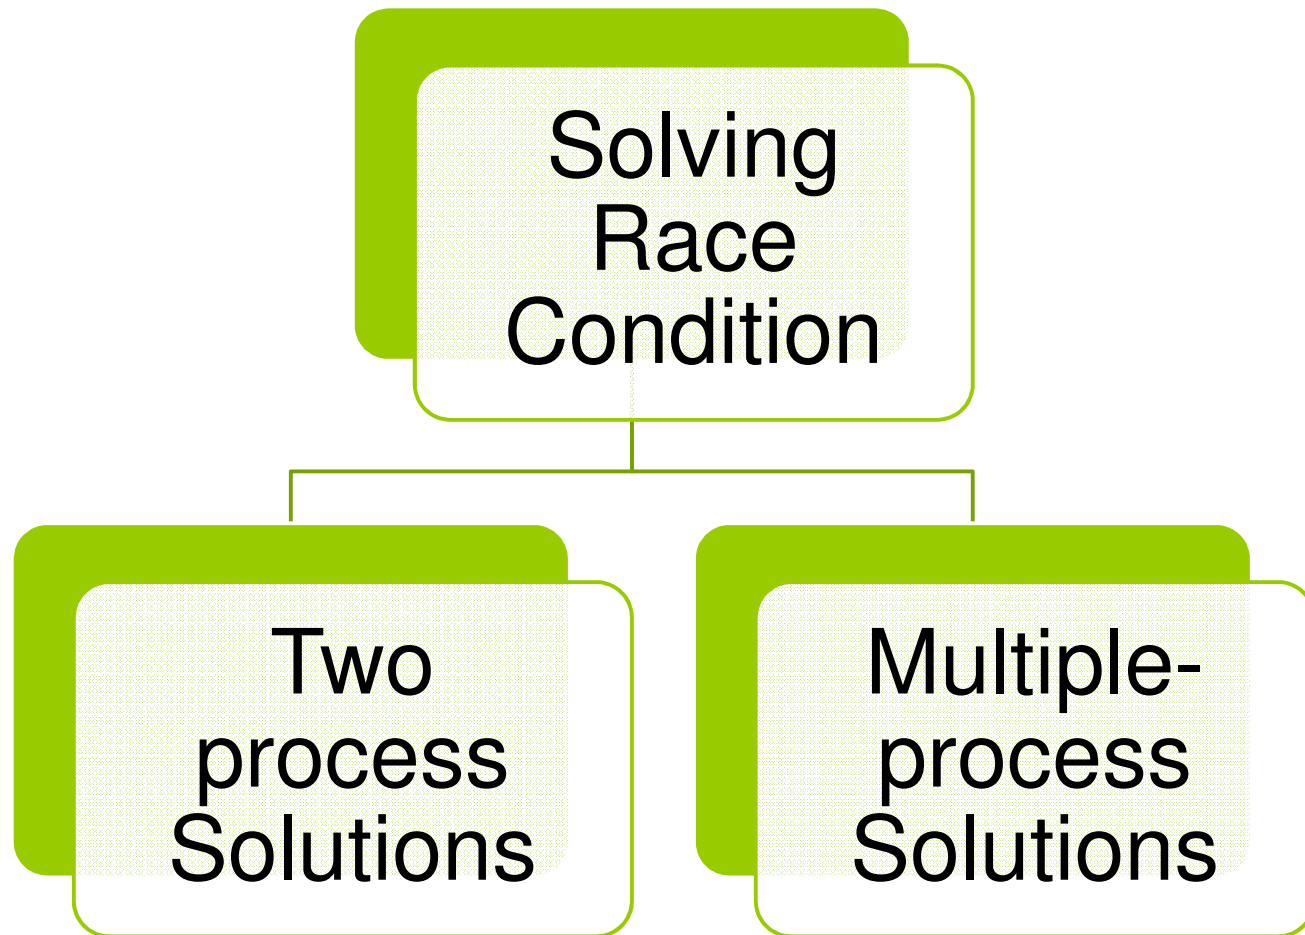 Solving
Race
Condition
Two
process
Solutions
Multiple-
process
Solutions